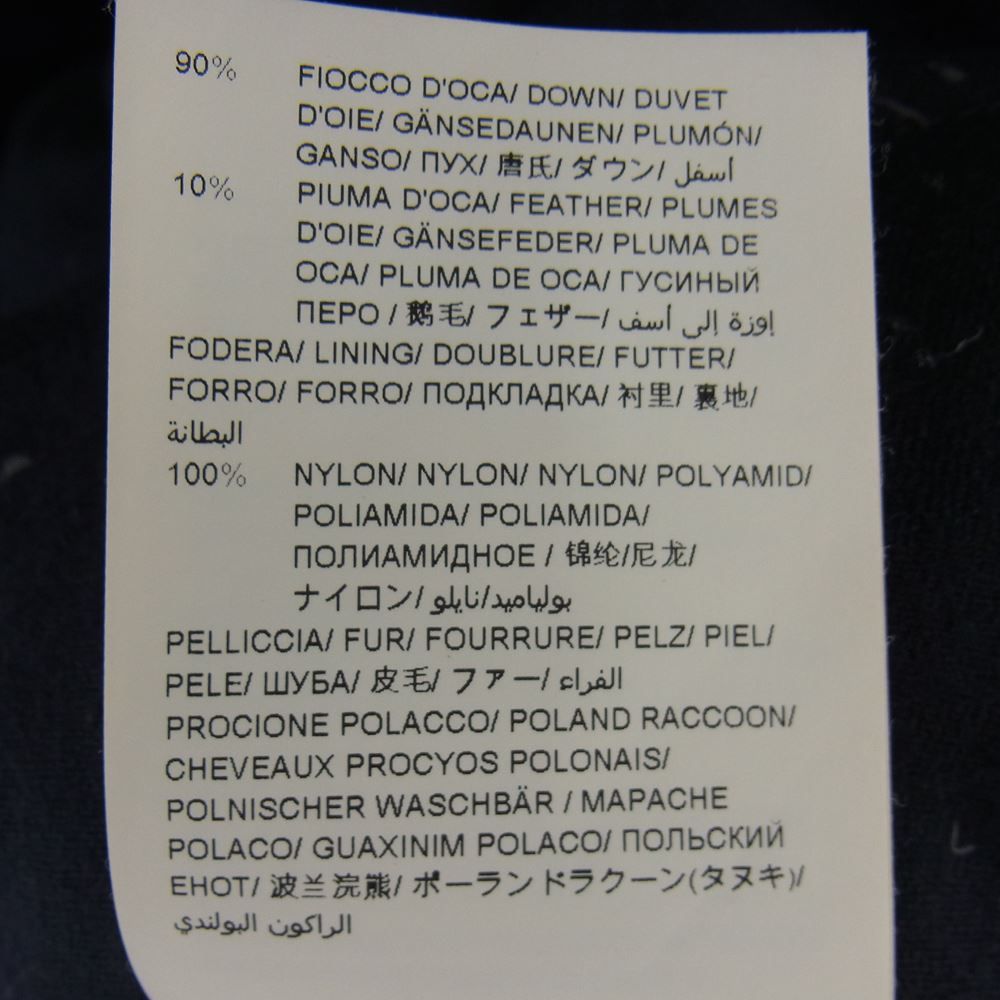 90% FIOCCO D'OCA/ DOWN/ DUVET
D'OIE/ GÄNSEDAUNEN/ PLUMÓN/
GANSO/ ПУХ/ 唐氏/ ダウン/ أسفل
10% PIUMA D'OCA/ FEATHER/ PLUMES
D'OIE/ GÄNSEFEDER/ PLUMA DE
OCA/ PLUMA DE OCA/ ГУСИНЫЙ
ПЕРО / 鹅毛/ フェザー/ إوزة إلى أسف
FODERA/ LINING/ DOUBLURE/ FUTTER/
FORRO/ FORRO/ ПОДКЛАДКА/ 衬里/ 裏地/
البطانة
100% NYLON/ NYLON/ NYLON/ POLYAMID/
POLIAMIDA/ POLIAMIDA/
ПОЛИАМИДНОЕ / 锦纶/尼龙/
ナイロン/ بولياميد/نايلو
PELLICCIA/ FUR/ FOURRURE/ PELZ/ PIEL/
PELE/ ШУБА/ 皮毛/ ファー/ الفراء
PROCIONE POLACCO/ POLAND RACCOON/
CHEVEAUX PROCYOS POLONAIS/
POLNISCHER WASCHBÄR / MAPACHE
POLACO/ GUAXINIM POLACO/ ПОЛЬСКИЙ
ЕНОТ/ 波兰浣熊/ ポーランドラクーン(タヌキ)/
الراكون البولندي